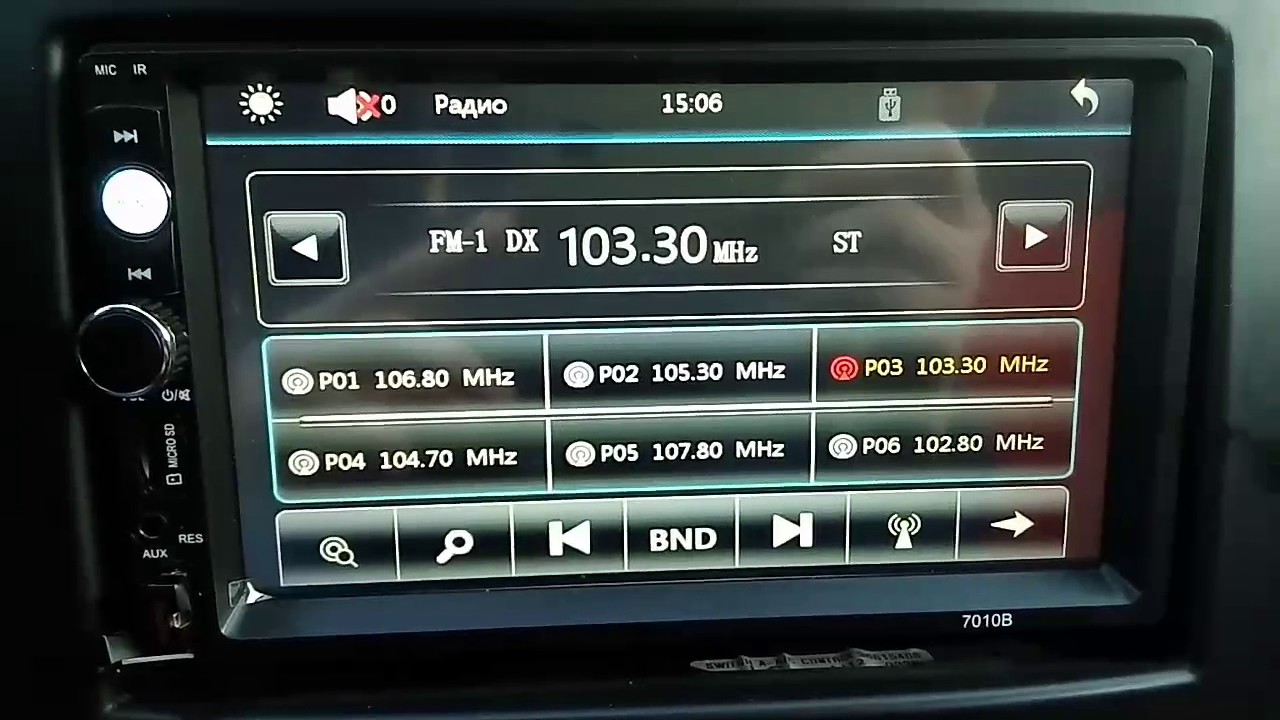 MIC IR
0 Радио 15:06
FM-1 DX 103.30 MHz ST
P01 106.80 MHz P02 105.30 MHz P03 103.30 MHz
P04 104.70 MHz P05 107.80 MHz P06 102.80 MHz
MICRO SD
RES
AUX
BND
7010B